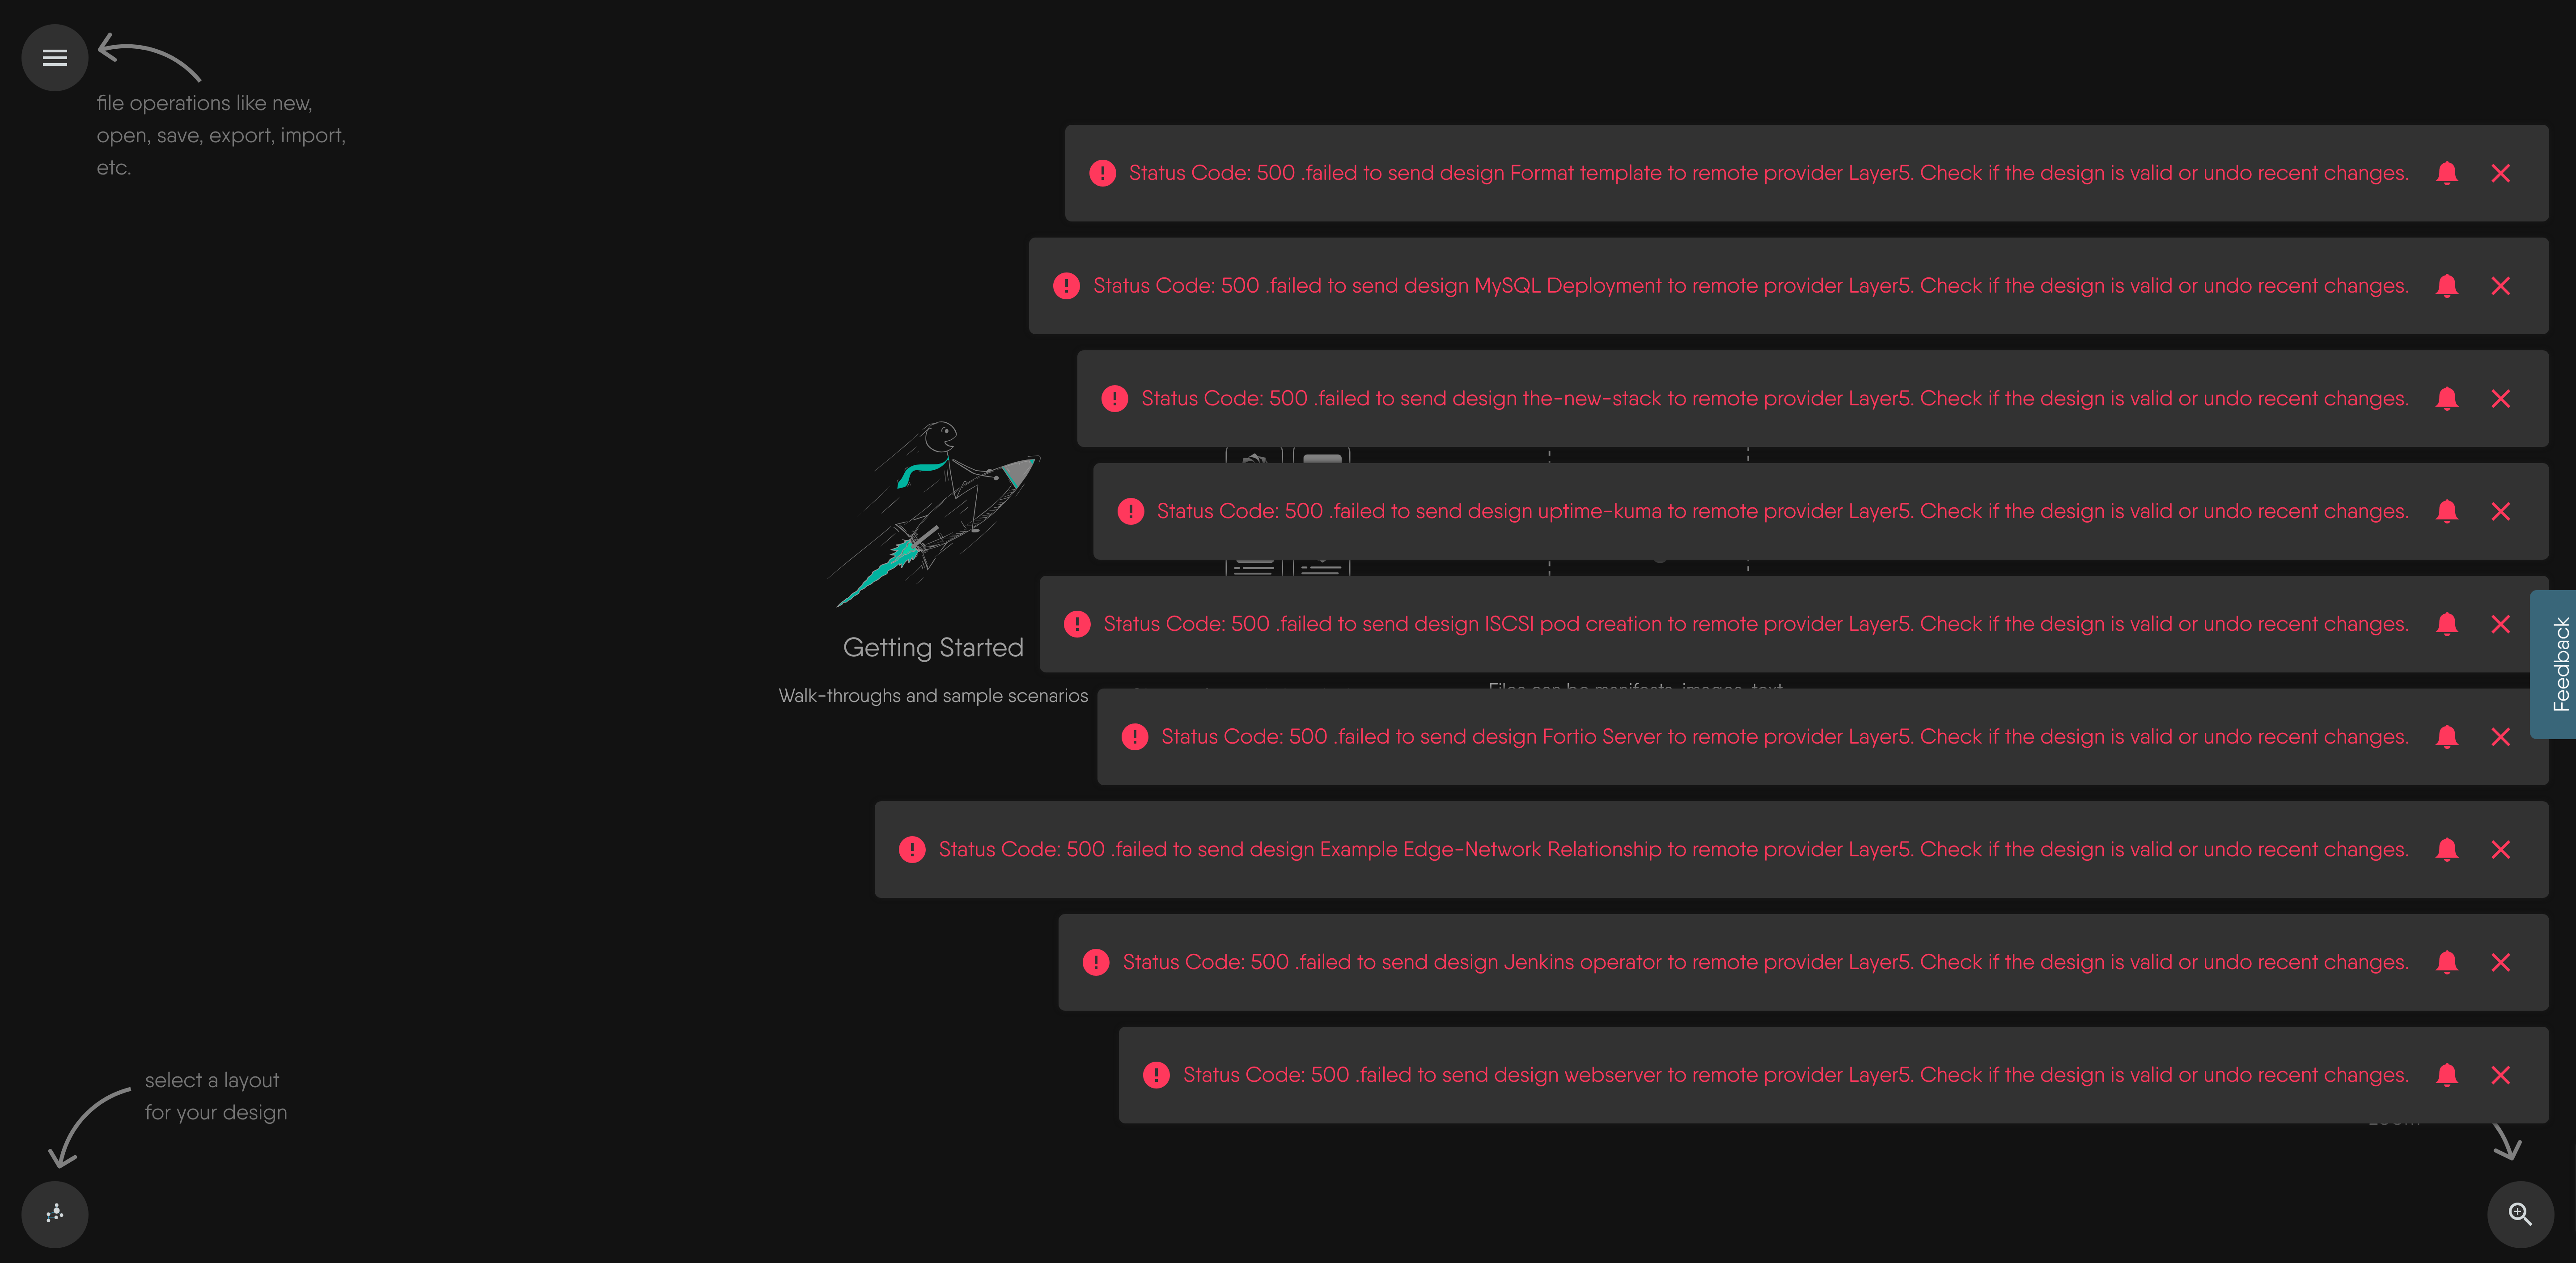 file operations like new,
open, save, export, import,
etc.
Status Code: 500 .failed to send design Format template to remote provider Layer5. Check if the design is valid or undo recent changes.
Status Code: 500 .failed to send design MySQL Deployment to remote provider Layer5. Check if the design is valid or undo recent changes.
Status Code: 500 .failed to send design the-new-stack to remote provider Layer5. Check if the design is valid or undo recent changes.
Status Code: 500 .failed to send design uptime-kuma to remote provider Layer5. Check if the design is valid or undo recent changes.
Status Code: 500 .failed to send design ISCSI pod creation to remote provider Layer5. Check if the design is valid or undo recent changes.
Getting Started
Feedback
Walk-throughs and sample scenarios
Files can be manifests, images, text
Status Code: 500 .failed to send design Fortio Server to remote provider Layer5. Check if the design is valid or undo recent changes.
Status Code: 500 .failed to send design Example Edge-Network Relationship to remote provider Layer5. Check if the design is valid or undo recent changes.
Status Code: 500 .failed to send design Jenkins operator to remote provider Layer5. Check if the design is valid or undo recent changes.
Status Code: 500 .failed to send design webserver to remote provider Layer5. Check if the design is valid or undo recent changes.
select a layout
for your design